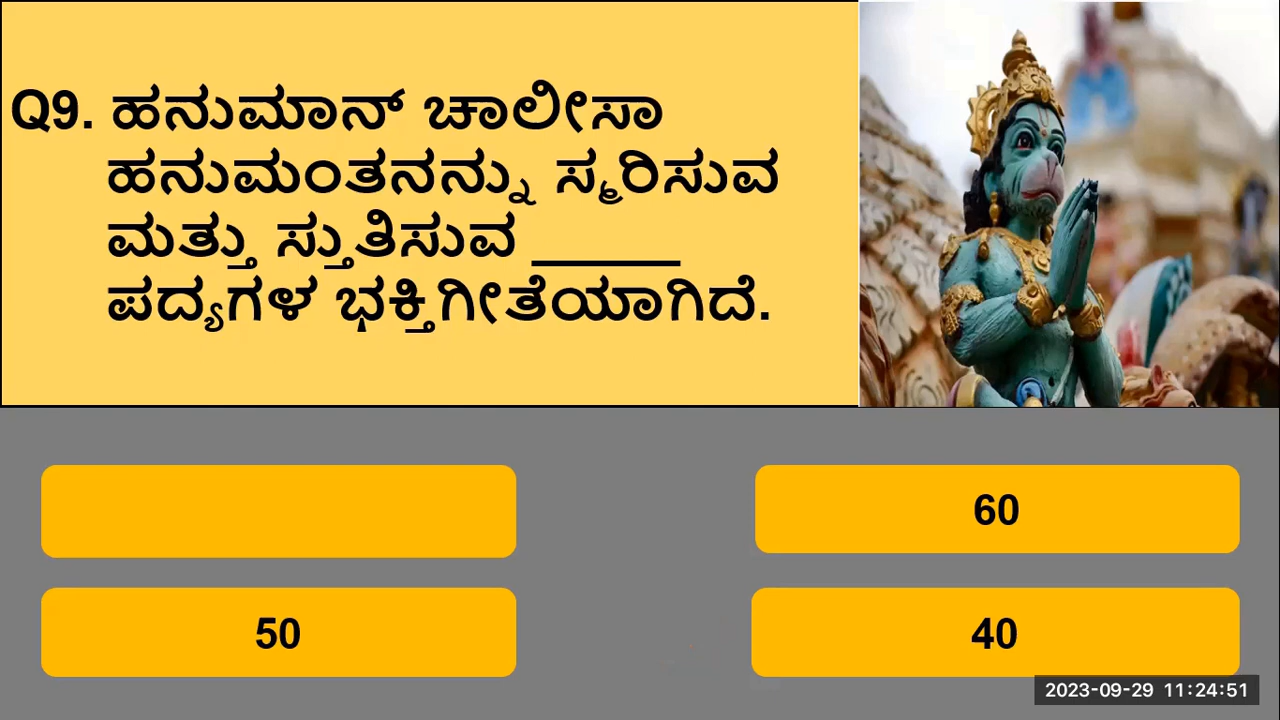 Q9. ಹನುಮಾನ್ ಚಾಲೀಸಾ
ಹನುಮಂತನನ್ನು ಸ್ಮರಿಸುವ
ಮತ್ತು ಸ್ತುತಿಸುವ _____
ಪದ್ಯಗಳ ಭಕ್ತಿಗೀತೆಯಾಗಿದೆ.
60
50
40
2023-09-29 11:24:51